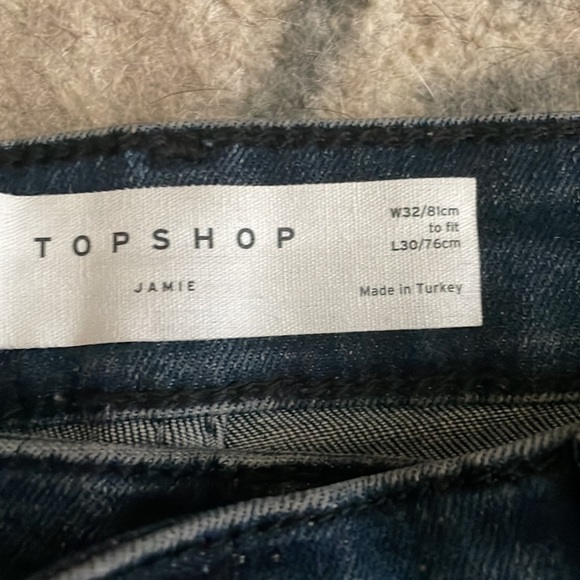 TOPSHOP
JAMIE
W32/81cm
to fit
L30/76cm
Made in Turkey